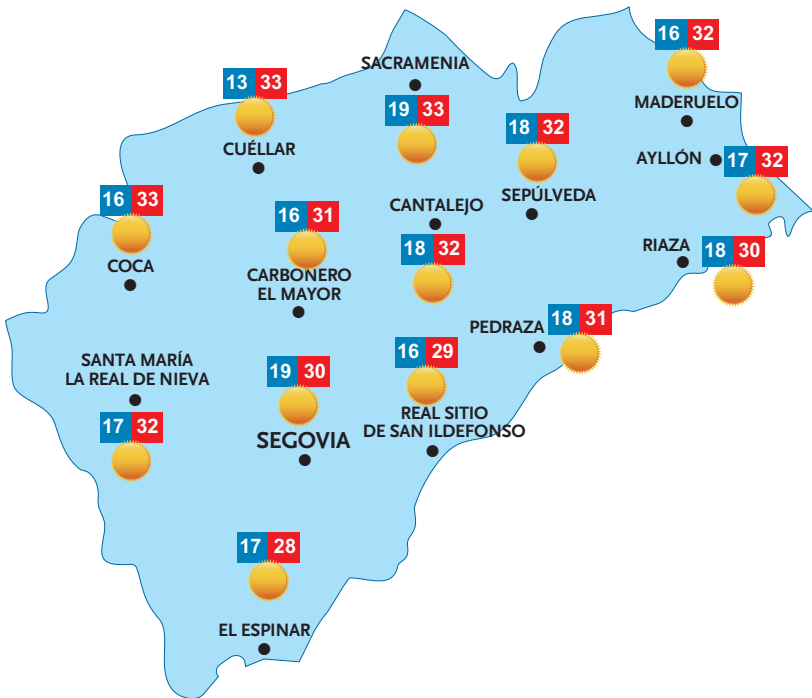 16 32
MADERUELO
SACRAMENIA
19 33
13 33
CUÉLLAR
18 32
SEPÚLVEDA
AYLLÓN
17 32
16 33
COCA
16 31
CARBONERO
EL MAYOR
CANTALEJO
18 32
RIAZA
18 30
PEDRAZA
18 31
SANTA MARÍA
LA REAL DE NIEVA
17 32
19 30
SEGOVIA
16 29
REAL SITIO
DE SAN ILDEFONSO
17 28
EL ESPINAR